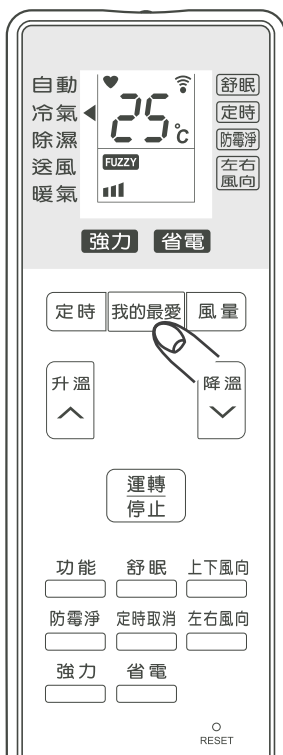 自動
冷氣
除濕
送風
暖氣
25°c
FUZZY
舒眠
定時
防霉淨
左右
風向
強力 省電
定時 我的最愛 風量
升溫 降溫
運轉
停止
功能 舒眠 上下風向
防霉淨 定時取消 左右風向
強力 省電
RESET